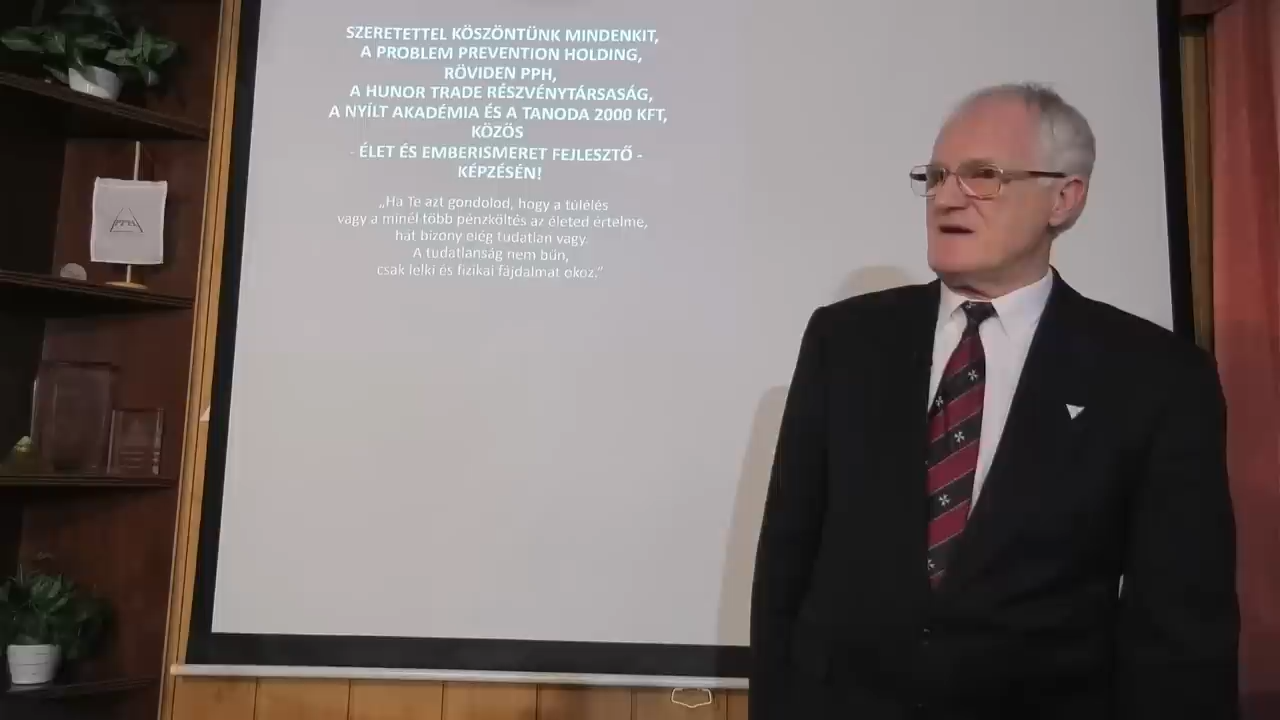 SZERETETTEL KÖSZÖNTÜNK MINDENKIT,
A PROBLEM PREVENTION HOLDING,
RÖVIDEN PPH,
A HUNOR TRADE RÉSZVÉNYTÁRSASÁG,
A NYÍLT AKADÉMIA ÉS A TANODA 2000 KFT,
KÖZÖS
- ÉLET ÉS EMBERISMERET FEJLESZTŐ -
KÉPZÉSÉN!
„Ha Te azt gondolod, hogy a túlélés
vagy a minél több pénzköltés az életed értelme,
hát bizony elég tudatlan vagy.
A tudatlanság nem bűn,
csak lelki és fizikai fájdalmat okoz."